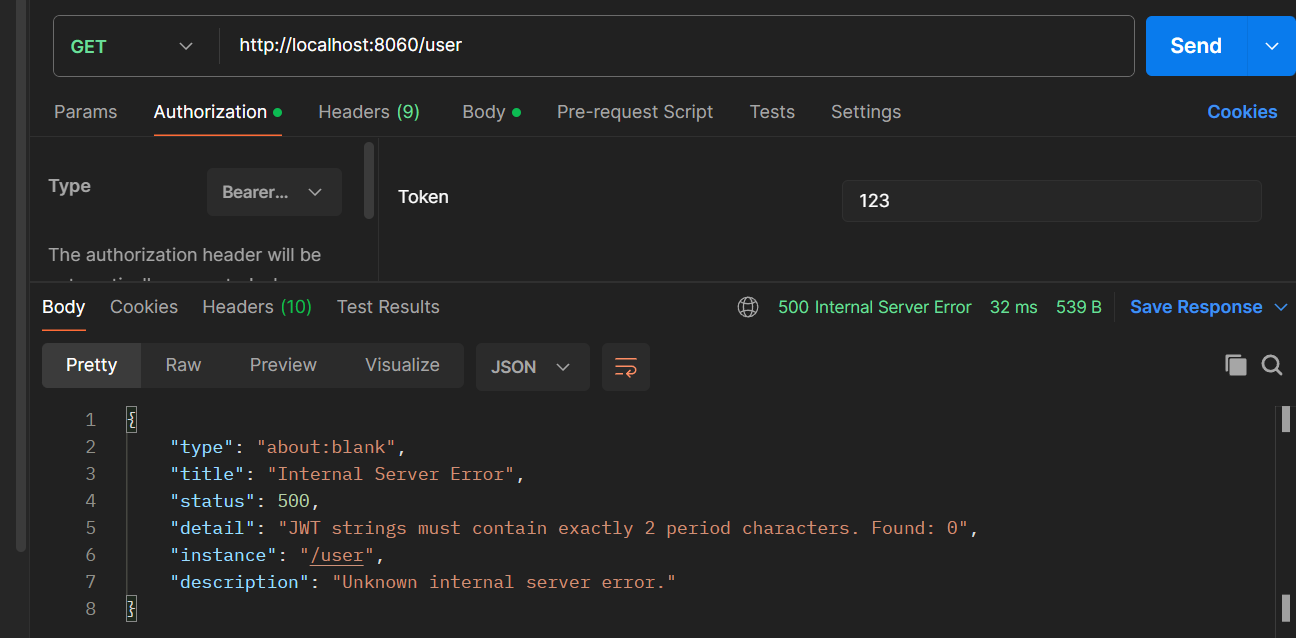 GET http://localhost:8060/user Send
Params Authorization Headers (9) Body Pre-request Script Tests Settings Cookies
Type Bearer... Token 123
The authorization header will be
Body Cookies Headers (10) Test Results 500 Internal Server Error 32 ms 539 B Save Response
Pretty Raw Preview Visualize JSON
1 {
2 "type": "about:blank",
3 "title": "Internal Server Error",
4 "status": 500,
5 "detail": "JWT strings must contain exactly 2 period characters. Found: 0",
6 "instance": "/user",
7 "description": "Unknown internal server error."
8 }